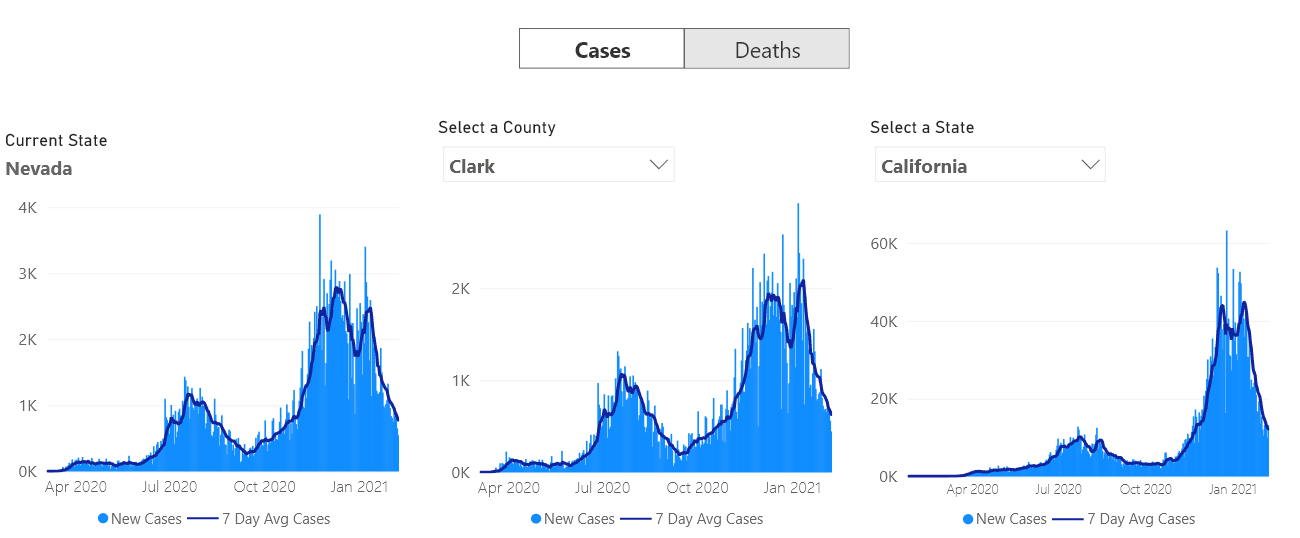 Cases Deaths
Current State
Nevada
4K
3K
2K
1K
0K
Apr 2020 Jul 2020 Oct 2020 Jan 2021
New Cases 7 Day Avg Cases
Select a County
Clark
2K
1K
0K
Apr 2020 Jul 2020 Oct 2020 Jan 2021
New Cases 7 Day Avg Cases
Select a State
California
60K
40K
20K
0K
Apr 2020 Jul 2020 Oct 2020 Jan 2021
New Cases 7 Day Avg Cases